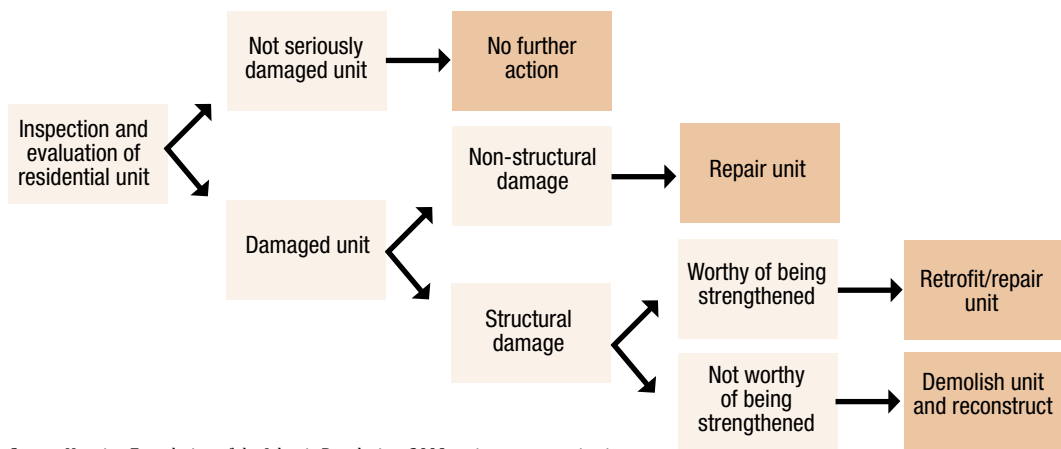 Not seriously
damaged unit
No further
action
Inspection and
evaluation of
residential unit
Non-structural
damage
Repair unit
Damaged unit
Worthy of being
strengthened
Retrofit/repair
unit
Structural
damage
Not worthy
of being
strengthened
Demolish unit
and reconstruct